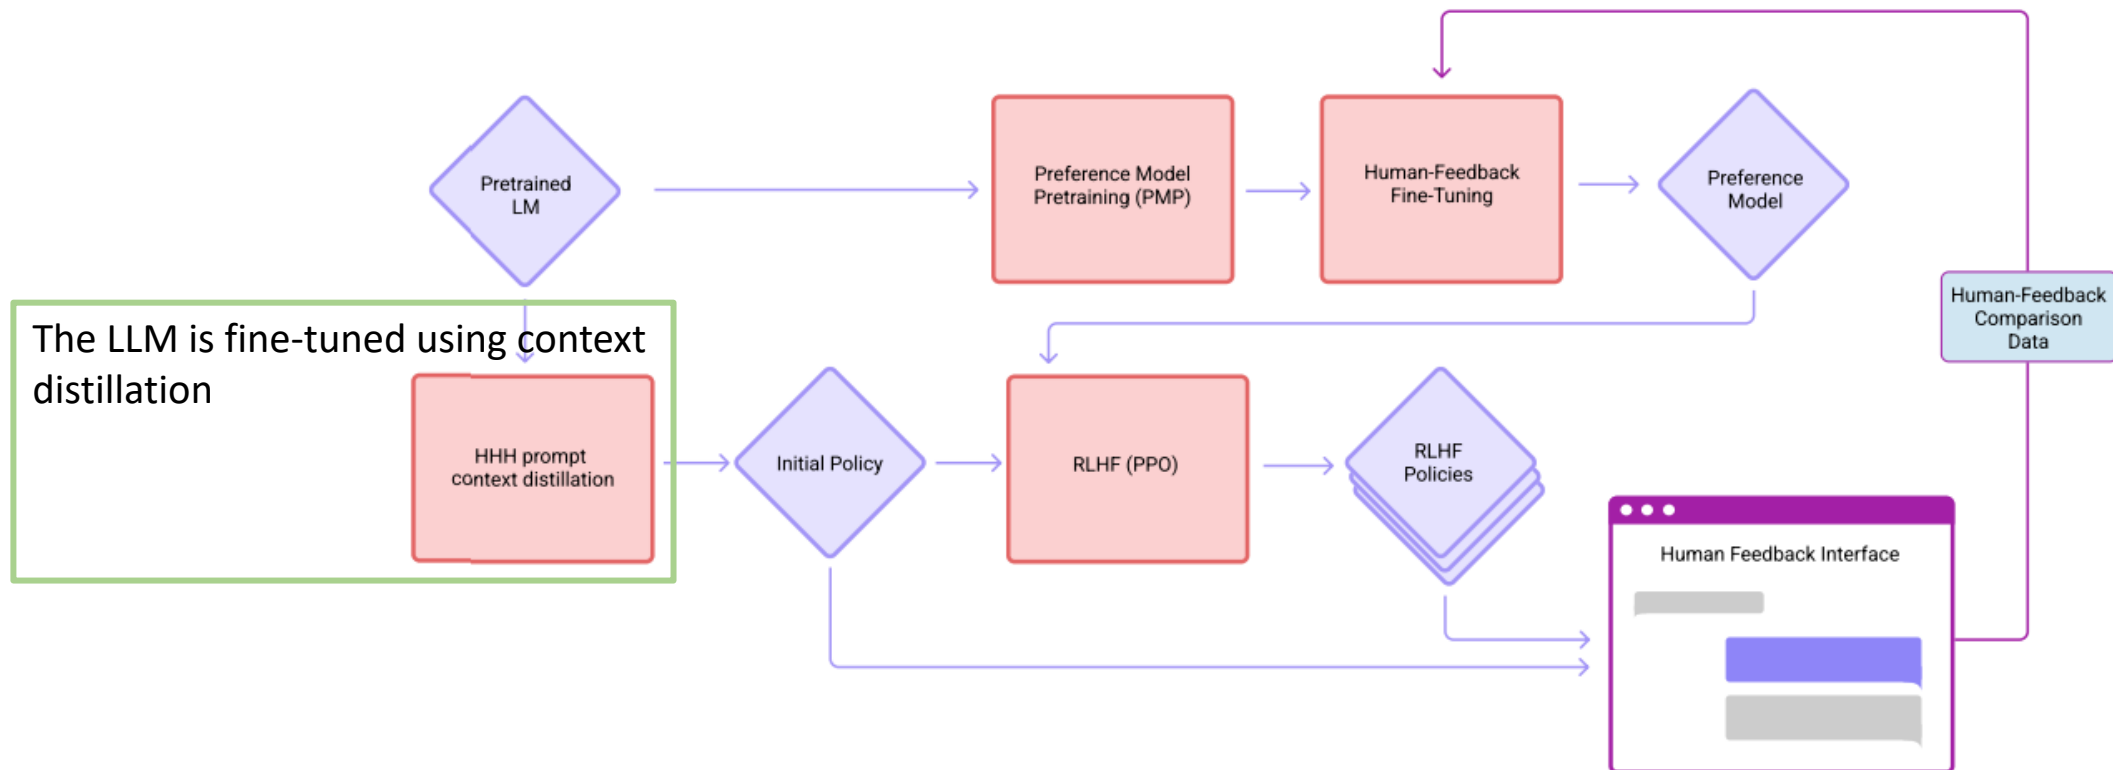 Pretrained
LM
Preference Model
Pretraining (PMP)
Human-Feedback
Fine-Tuning
Preference
Model
Human-Feedback
Comparison
Data
The LLM is fine-tuned using context
distillation
HHH prompt
context distillation
Initial Policy
RLHF (PPO)
RLHF
Policies
Human Feedback Interface